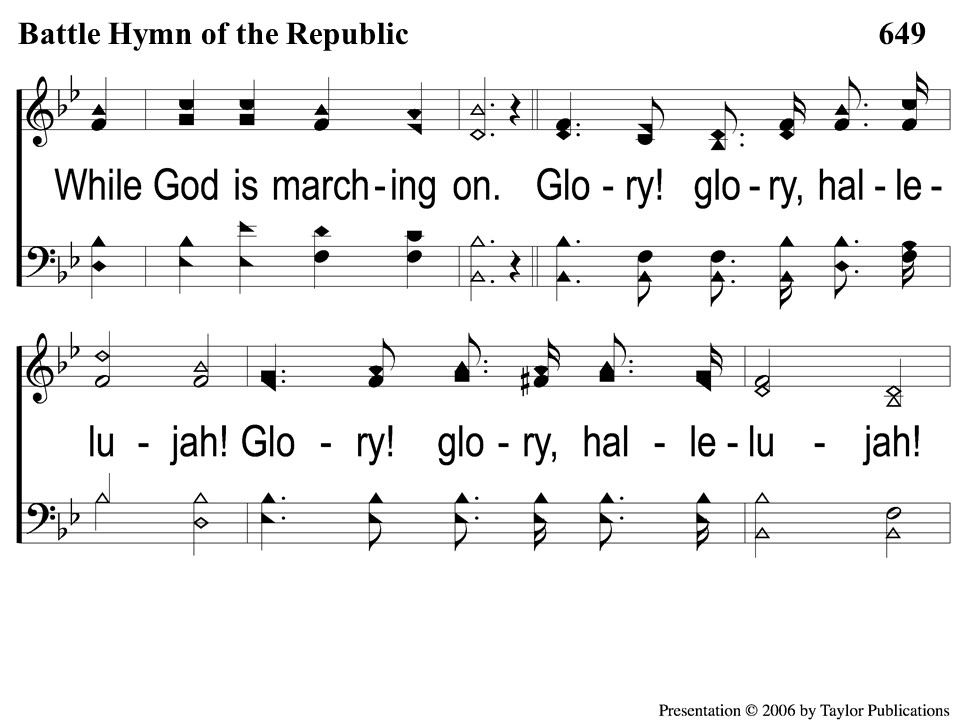 Battle Hymn of the Republic 649
While God is march - ing on. Glo - ry! glo - ry, hal - le -
lu - jah! Glo - ry! glo - ry, hal - le - lu - jah!
Presentation © 2006 by Taylor Publications